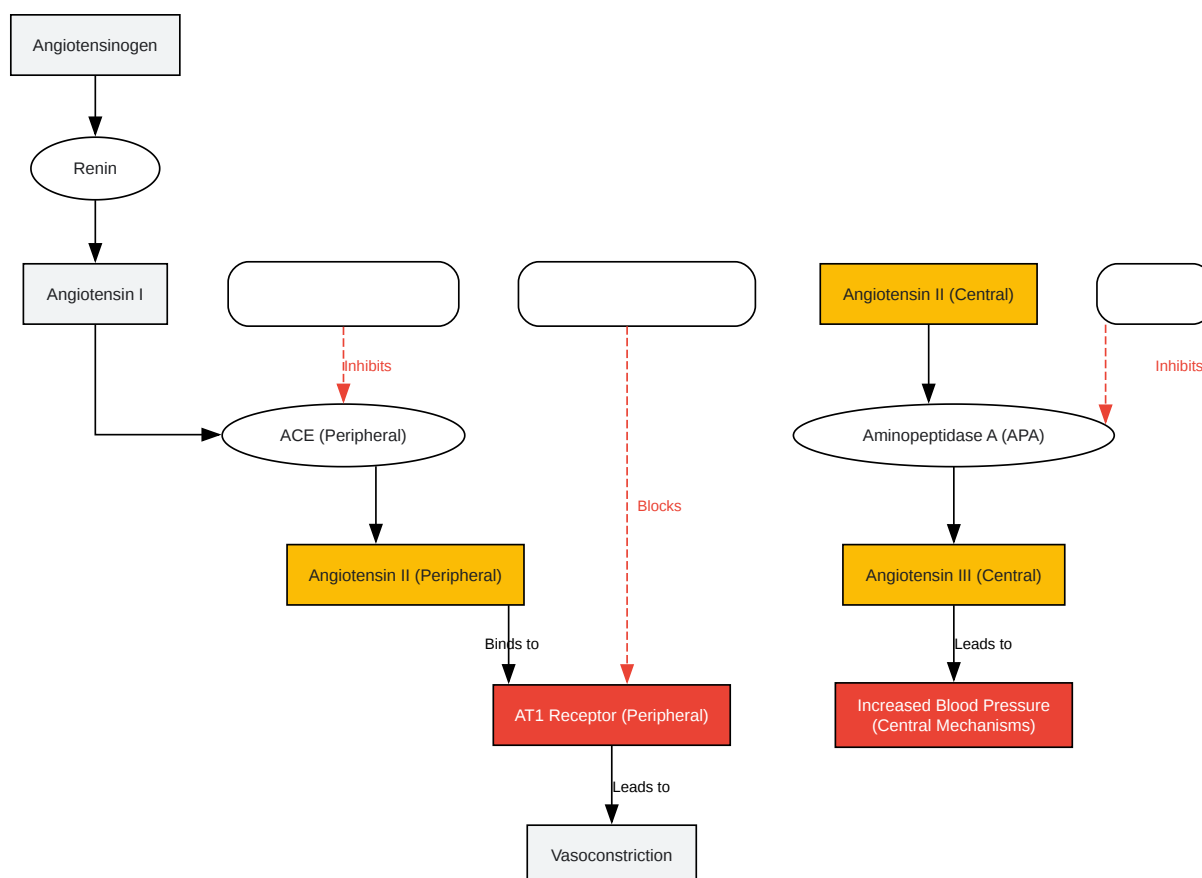 Angiotensinogen
Renin
Angiotensin I
Angiotensin II (Central)
Inhibits
Inhibits
ACE (Peripheral)
Aminopeptidase A (APA)
Blocks
Angiotensin II (Peripheral)
Angiotensin III (Central)
Binds to
Leads to
AT1 Receptor (Peripheral)
Increased Blood Pressure
(Central Mechanisms)
Leads to
Vasoconstriction